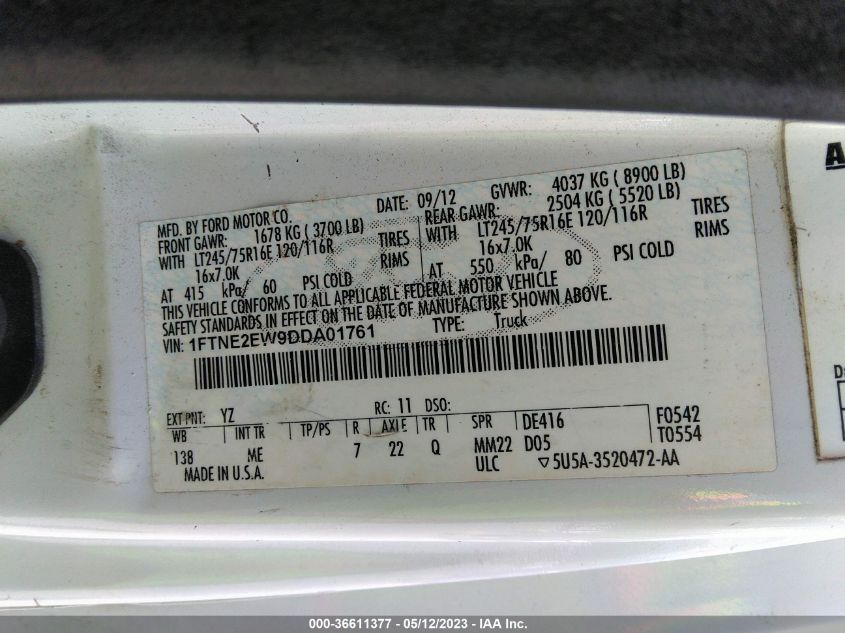 MFD. BY FORD MOTOR CO.
DATE: 09/12 GVWR: 4037 KG ( 8900 LB)
FRONT GAWR: 1678 KG ( 3700 LB)
REAR GAWR: 2504 KG ( 5520 LB)
WITH LT245/75R16E 120/116R TIRES
WITH LT245/75R16E 120/116R TIRES
16x7.0K RIMS
16x7.0K RIMS
AT 415 kPa/ 60 PSI COLD
AT 550 kPa/ 80 PSI COLD
THIS VEHICLE CONFORMS TO ALL APPLICABLE FEDERAL MOTOR VEHICLE
SAFETY STANDARDS IN EFFECT ON THE DATE OF MANUFACTURE SHOWN ABOVE.
VIN: 1FTNE2EW9DDA01761 TYPE: Truck
EXT PNT: YZ RC: 11 DSO:
WB INT TR TP/PS R AXLE TR SPR DE416 F0542
138 ME 7 22 Q MM22 D05 T0554
MADE IN U.S.A. ULC ▽5U5A-3520472-AA
000-36611377 - 05/12/2023 - IAA Inc.